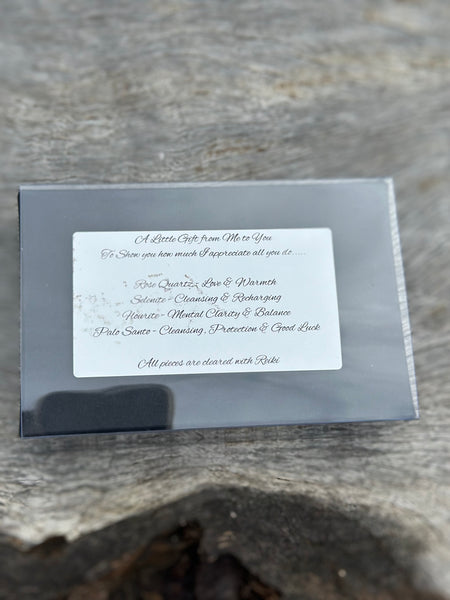 A Little Gift from Me to You
To Show you how much I appreciate all you do.....
Rose Quartz - Love & Warmth
Selenite - Cleansing & Recharging
Howrite - Mental Clarity & Balance
Palo Santo - Cleansing, Protection & Good Luck
All pieces are cleared with Reiki